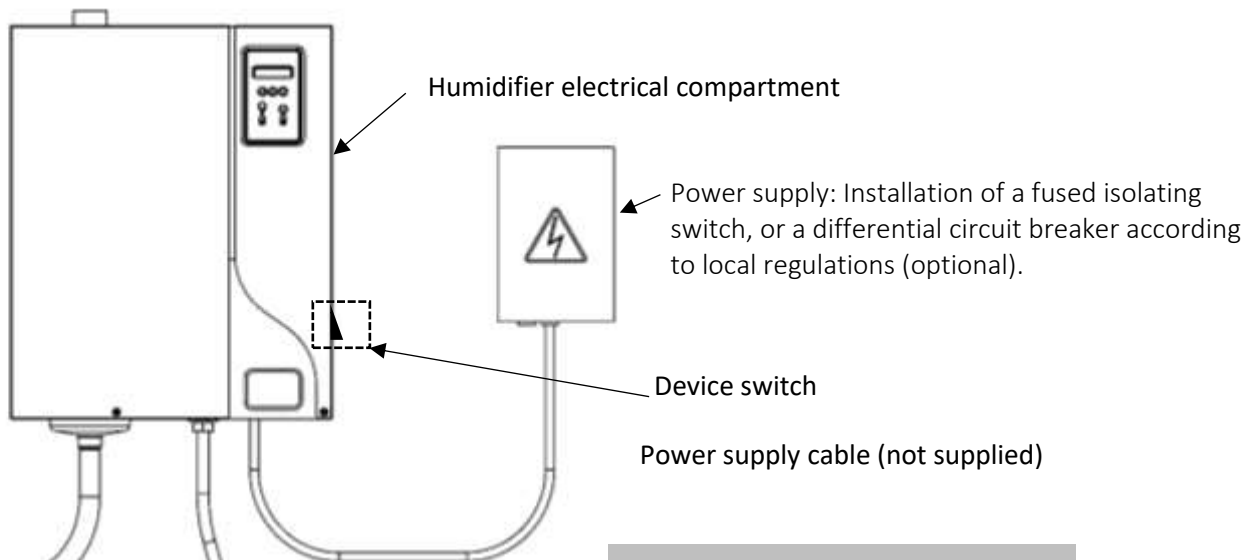 Humidifier electrical compartment
Power supply: Installation of a fused isolating
switch, or a differential circuit breaker according
to local regulations (optional).
Device switch
Power supply cable (not supplied)